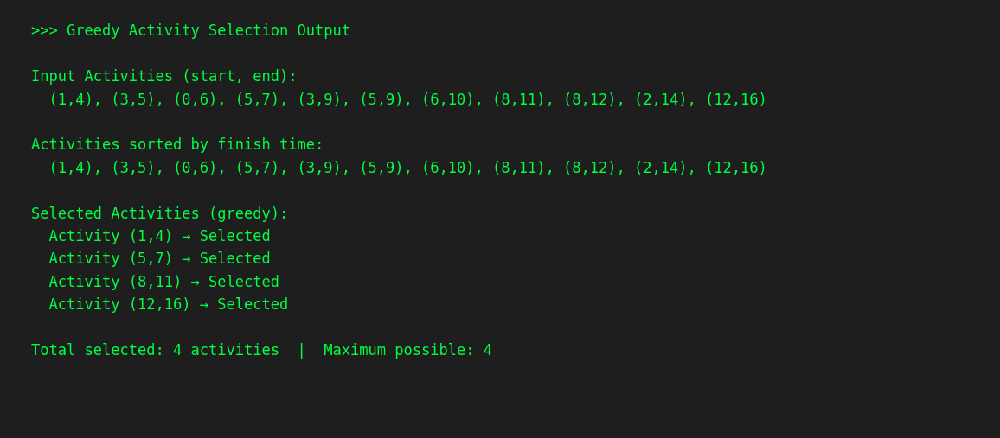 >>> Greedy Activity Selection Output
Input Activities (start, end):
(1,4), (3,5), (0,6), (5,7), (3,9), (5,9), (6,10), (8,11), (8,12), (2,14), (12,16)
Activities sorted by finish time:
(1,4), (3,5), (0,6), (5,7), (3,9), (5,9), (6,10), (8,11), (8,12), (2,14), (12,16)
Selected Activities (greedy):
Activity (1,4) → Selected
Activity (5,7) → Selected
Activity (8,11) → Selected
Activity (12,16) → Selected
Total selected: 4 activities  |  Maximum possible: 4